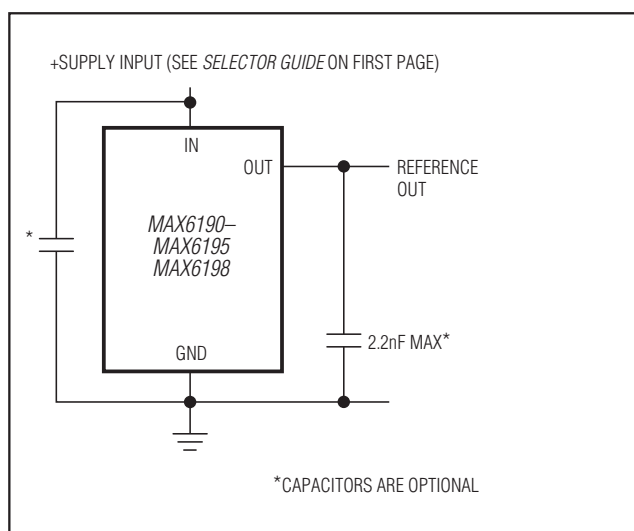 +SUPPLY INPUT (SEE SELECTOR GUIDE ON FIRST PAGE)
IN
OUT
REFERENCE
OUT
MAX6190–
MAX6195
MAX6198
*
2.2nF MAX*
GND
*CAPACITORS ARE OPTIONAL